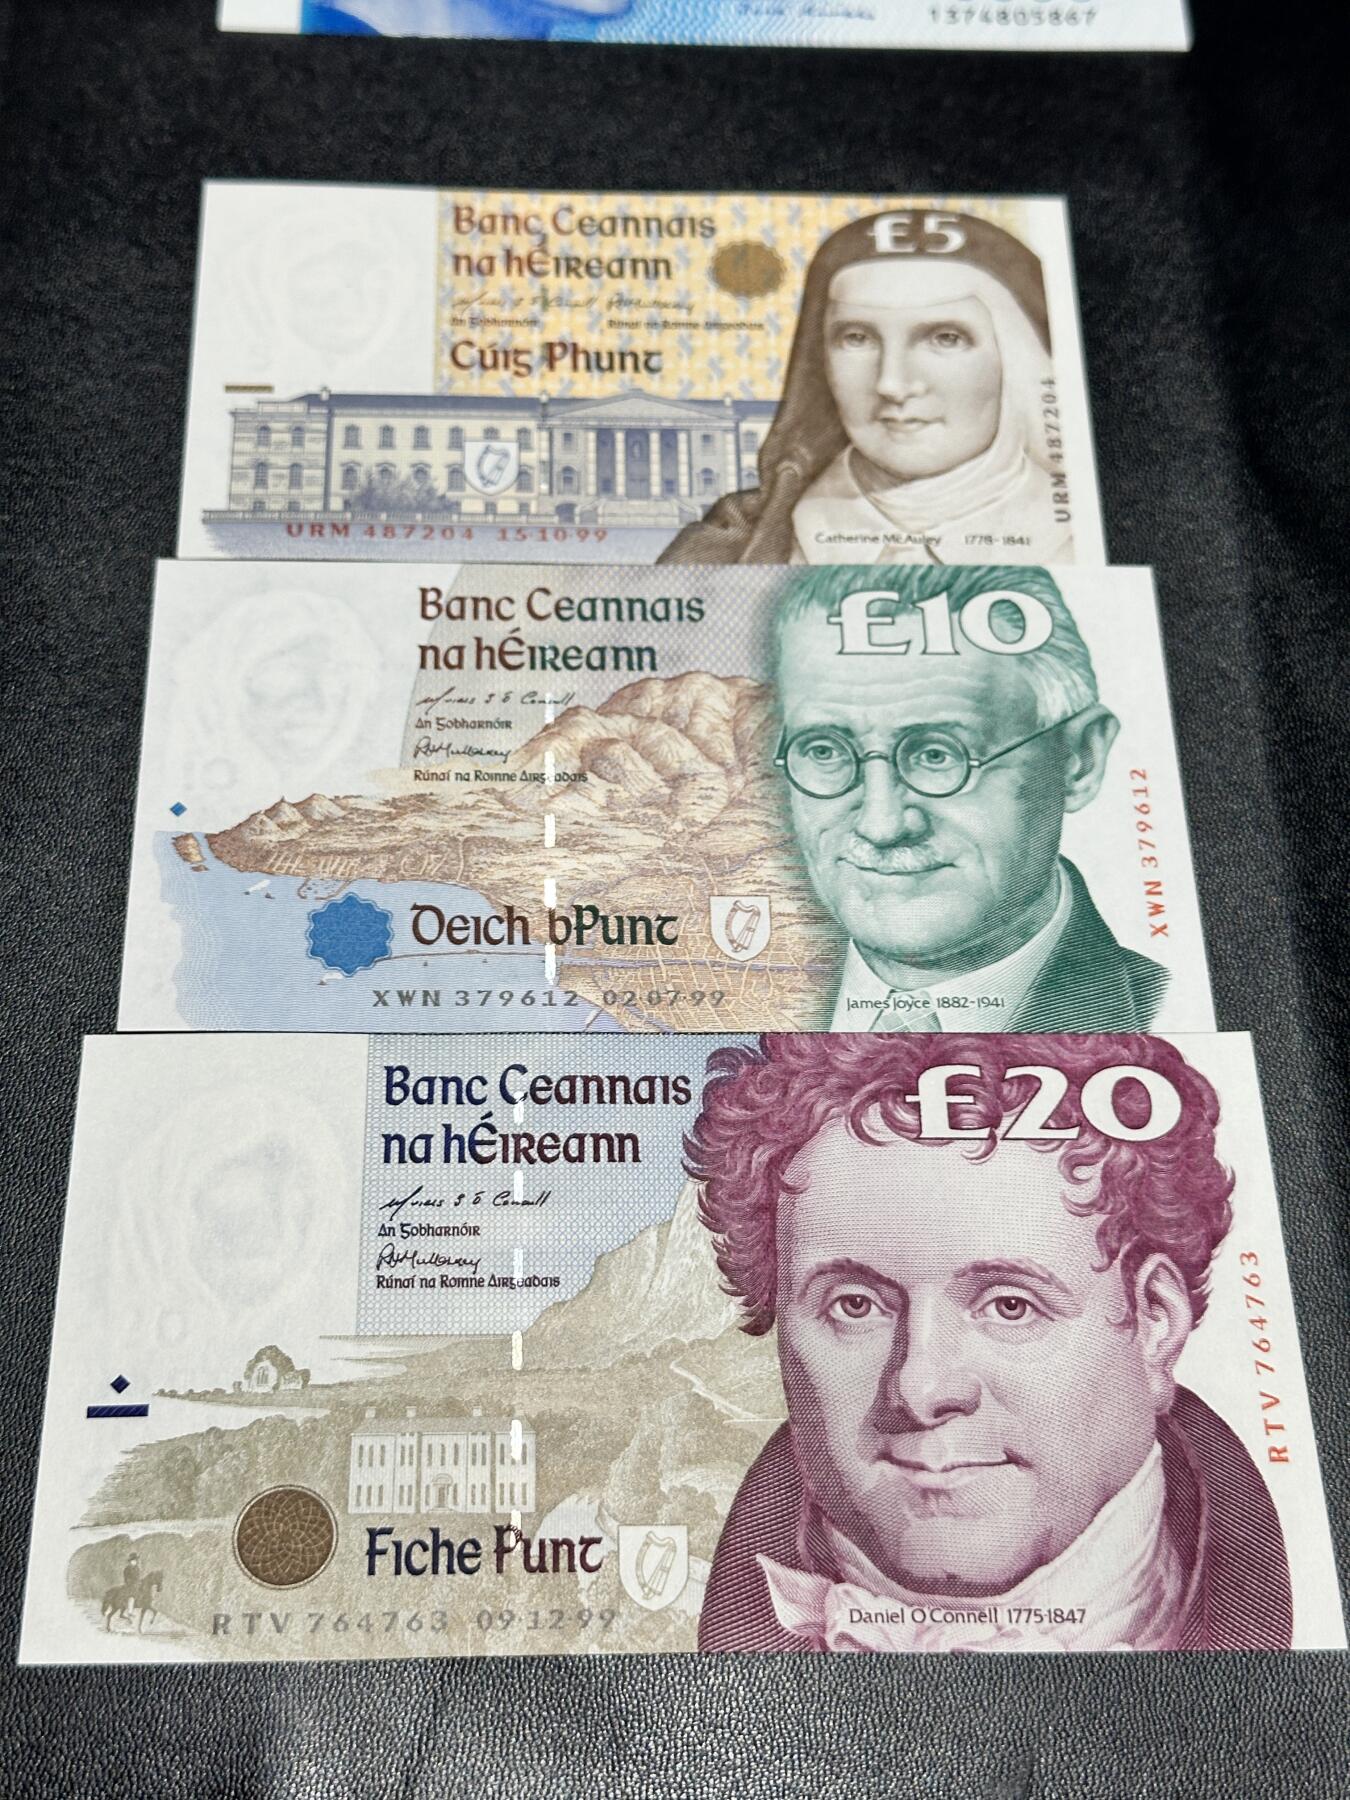 1374805867
Banc Ceannais
na hÉireann
£5
An Gobharnóir
Rúnaí na Roinne Airgeadais
Cúig Phunt
URM 487204
URM 487204 15·10·99
Catherine McAuley 1778-1841
Banc Ceannais
na hÉireann
£10
An Gobharnóir
Rúnaí na Roinne Airgeadais
XWN 379612
Deich bPunt
XWN 379612 02·07·99
James Joyce 1882-1941
Banc Ceannais
na hÉireann
£20
An Gobharnóir
Rúnaí na Roinne Airgeadais
RTV 764763
Fiche Punt
RTV 764763 09·12·99
Daniel O'Connell 1775-1847